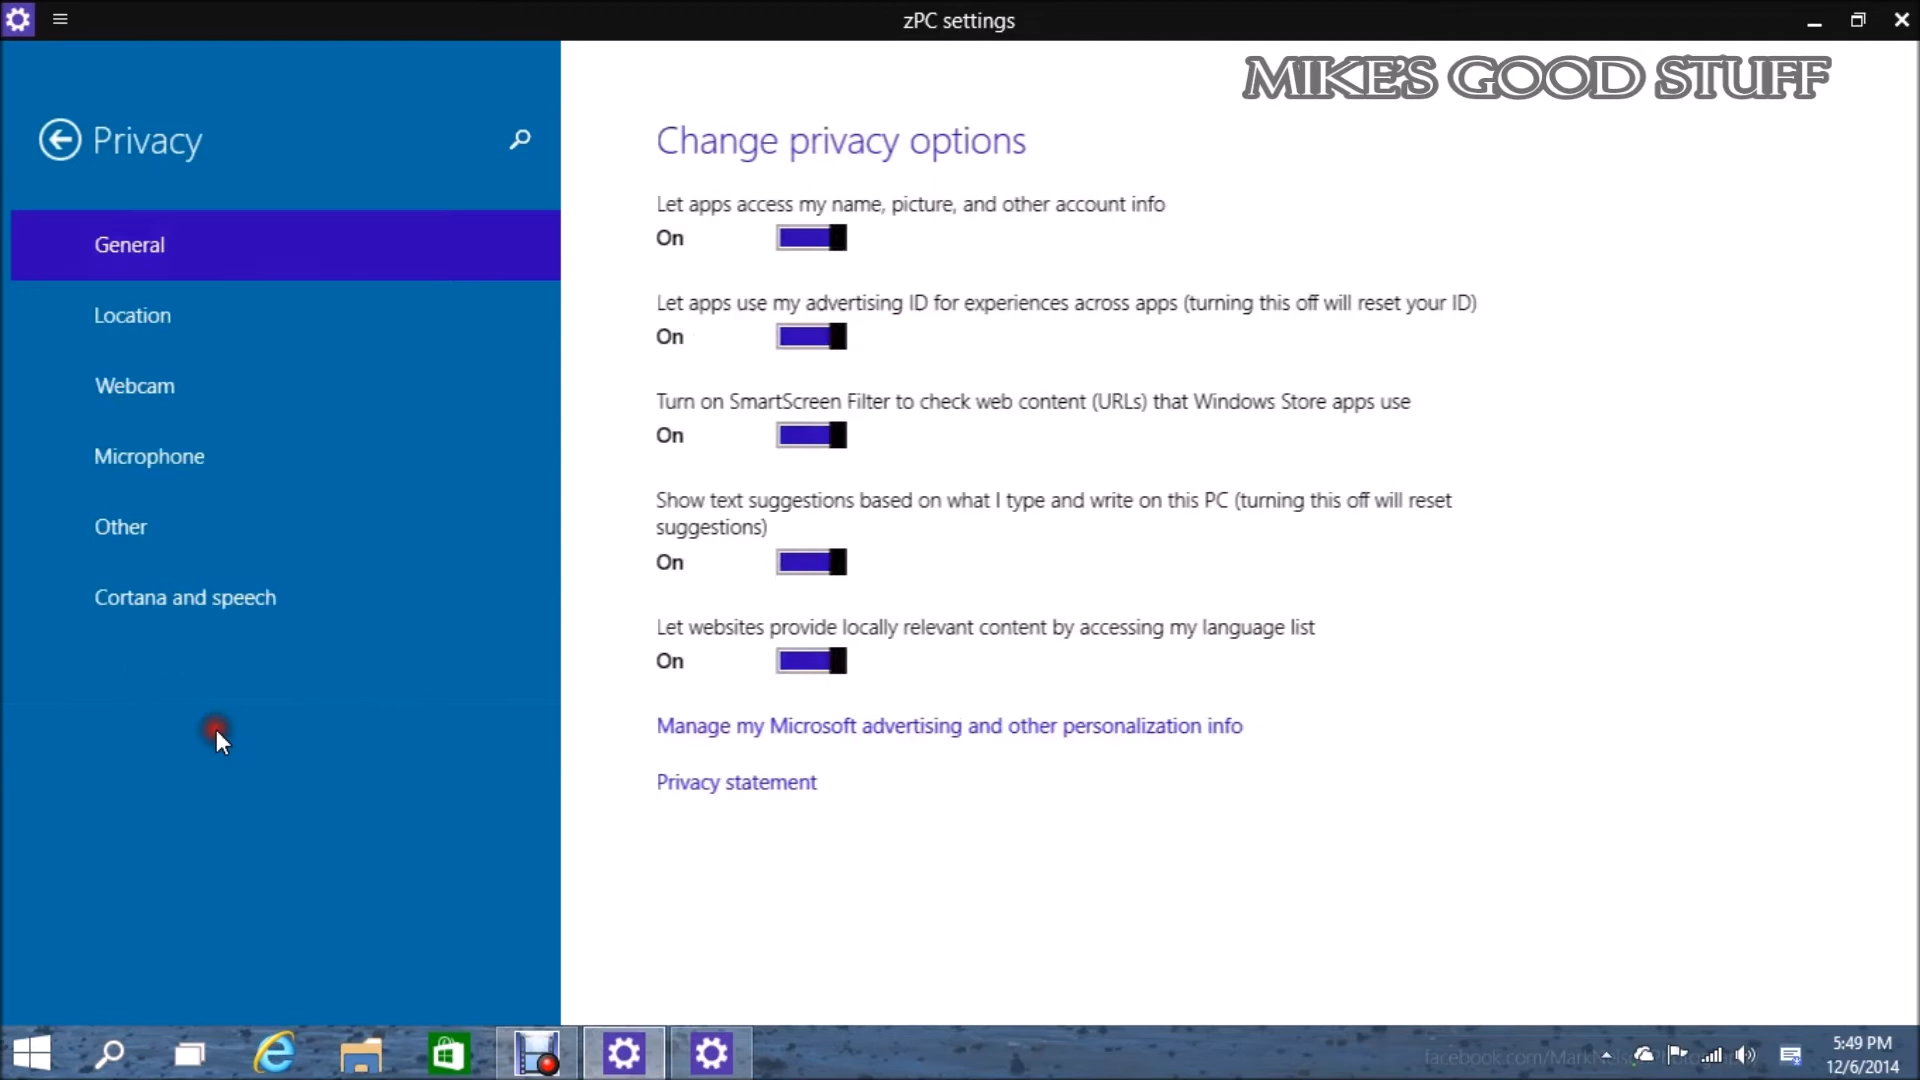 zPC settings
MIKE'S GOOD STUFF
Privacy
General
Location
Webcam
Microphone
Other
Cortana and speech
Change privacy options
Let apps access my name, picture, and other account info
On
Let apps use my advertising ID for experiences across apps (turning this off will reset your ID)
On
Turn on SmartScreen Filter to check web content (URLs) that Windows Store apps use
On
Show text suggestions based on what I type and write on this PC (turning this off will reset
suggestions)
On
Let websites provide locally relevant content by accessing my language list
On
Manage my Microsoft advertising and other personalization info
Privacy statement
5:49 PM
12/6/2014